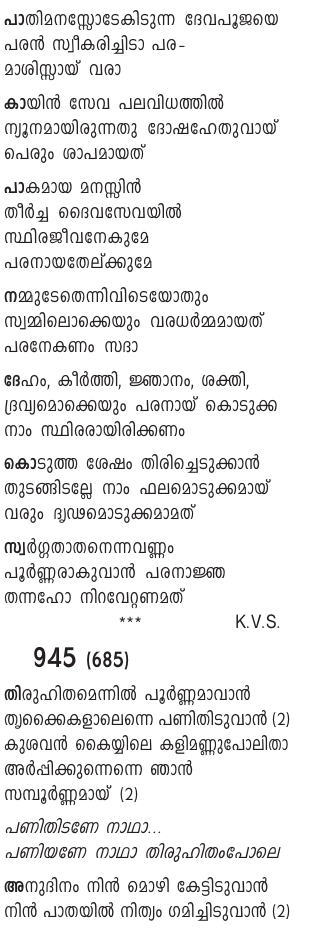 പാതിമനസ്സോടേകിടുന്ന ദേവപൂജയെ
പരൻ സ്വീകരിച്ചിടാ പര-
മാശിസ്സായ് വരാ
കായിൻ സേവ പലവിധത്തിൽ
ന്യൂനമായിരുന്നതു ദോഷഹേതുവായ്
പെരും ശാപമായത്
പാകമായ മനസ്സിൻ
തീർച്ച ദൈവസേവയിൽ
സ്ഥിരജീവനേകുമേ
പരനായതേല്ക്കുമേ
നമ്മുടേതെന്നിവിടെയോതും
സ്വമ്മിലൊക്കെയും വരധർമ്മമായത്
പരനേകണം സദാ
ദേഹം, കീർത്തി, ജ്ഞാനം, ശക്തി,
ദ്രവ്യമൊക്കെയും പരനായ് കൊടുക്ക
നാം സ്ഥിരരായിരിക്കണം
കൊടുത്ത ശേഷം തിരിച്ചെടുക്കാൻ
തുടങ്ങിടല്ലേ നാം ഫലമൊടുക്കമായ്
വരും ദൃഢമൊടുക്കമാമത്
സ്വർഗ്ഗതാതനെന്നവണ്ണം
പൂർണ്ണരാകുവാൻ പരനാജ്ഞ
തന്നഹോ നിറവേറ്റണമത്
*** K.V.S.
945 (685)
തിരുഹിതമെന്നിൽ പൂർണ്ണമാവാൻ
തൃക്കൈകളാലെന്നെ പണിതിടുവാൻ (2)
കുശവൻ കൈയ്യിലെ കളിമണ്ണുപോലിതാ
അർപ്പിക്കുന്നെന്നെ ഞാൻ
സമ്പൂർണ്ണമായ് (2)
പണിതിടണേ നാഥാ...
പണിയണേ നാഥാ തിരുഹിതംപോലെ
അനുദിനം നിൻ മൊഴി കേട്ടിടുവാൻ
നിൻ പാതയിൽ നിത്യം ഗമിച്ചിടുവാൻ (2)